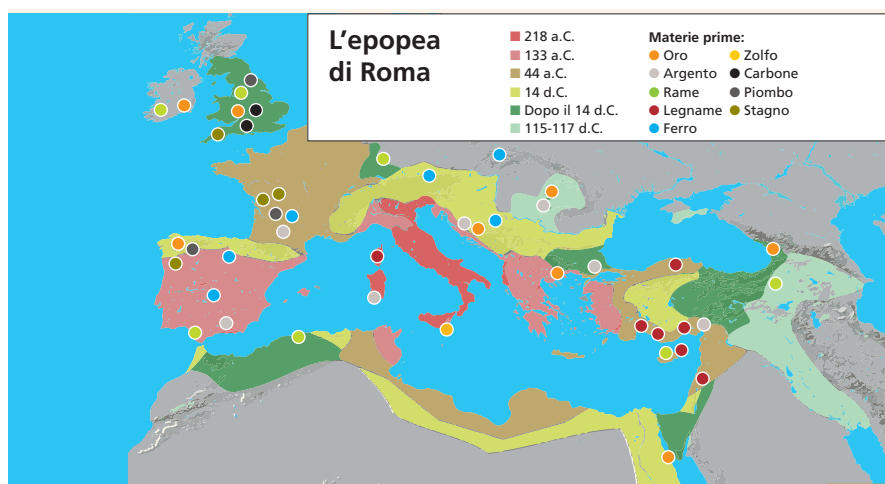 L'epopea
di Roma
218 a.C.
133 a.C.
44 a.C.
14 d.C.
Dopo il 14 d.C.
115-117 d.C.
Materie prime:
Oro
Argento
Rame
Legname
Ferro
Zolfo
Carbone
Piombo
Stagno